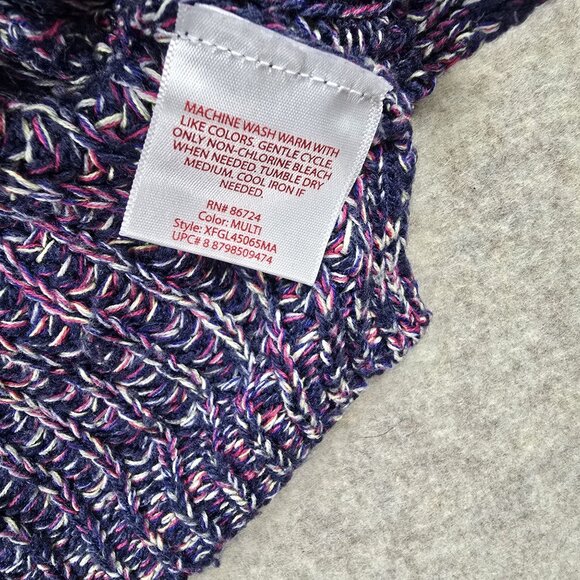 MACHINE WASH WARM WITH
LIKE COLORS. GENTLE CYCLE.
ONLY NON-CHLORINE BLEACH
WHEN NEEDED. TUMBLE DRY
MEDIUM. COOL IRON IF
NEEDED.
RN# 86724
Color: MULTI
Style: XFGL45065MA
UPC# 8 8798509474